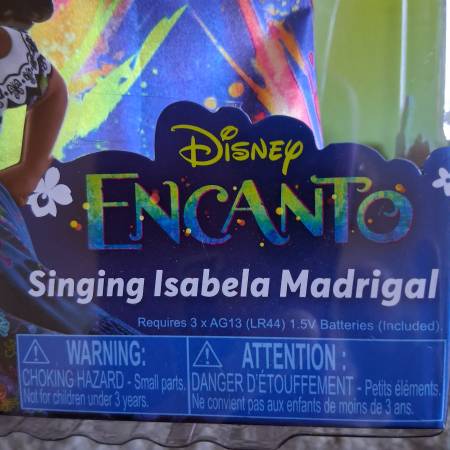 Disney
ENCANTO
Singing Isabela Madrigal
Requires 3 x AG13 (LR44) 1.5V Batteries (Included).
WARNING:
CHOKING HAZARD - Small parts.
Not for children under 3 years.
ATTENTION :
DANGER D'ÉTOUFFEMENT - Petits éléments.
Ne convient pas aux enfants de moins de 3 ans.